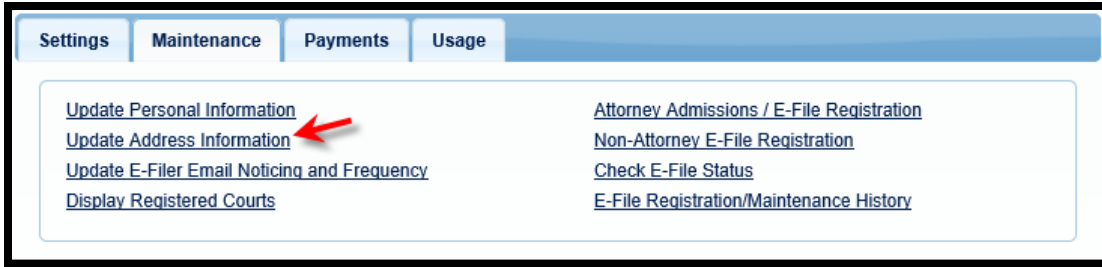 Settings Maintenance Payments Usage
Update Personal Information
Update Address Information
Update E-Filer Email Noticing and Frequency
Display Registered Courts
Attorney Admissions / E-File Registration
Non-Attorney E-File Registration
Check E-File Status
E-File Registration/Maintenance History